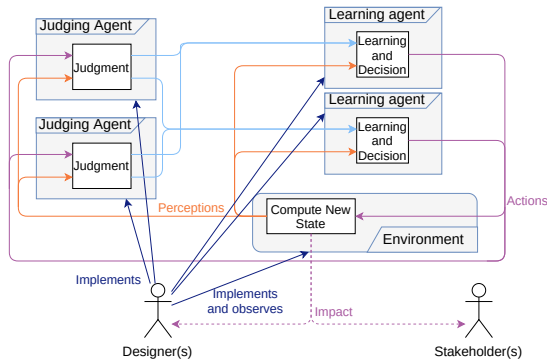 Judging Agent
Judgment
Learning agent
Learning
and
Decision
Judging Agent
Judgment
Learning agent
Learning
and
Decision
Perceptions
Compute New
State
Actions
Environment
Implements
Implements
and observes
Impact
Designer(s)
Stakeholder(s)